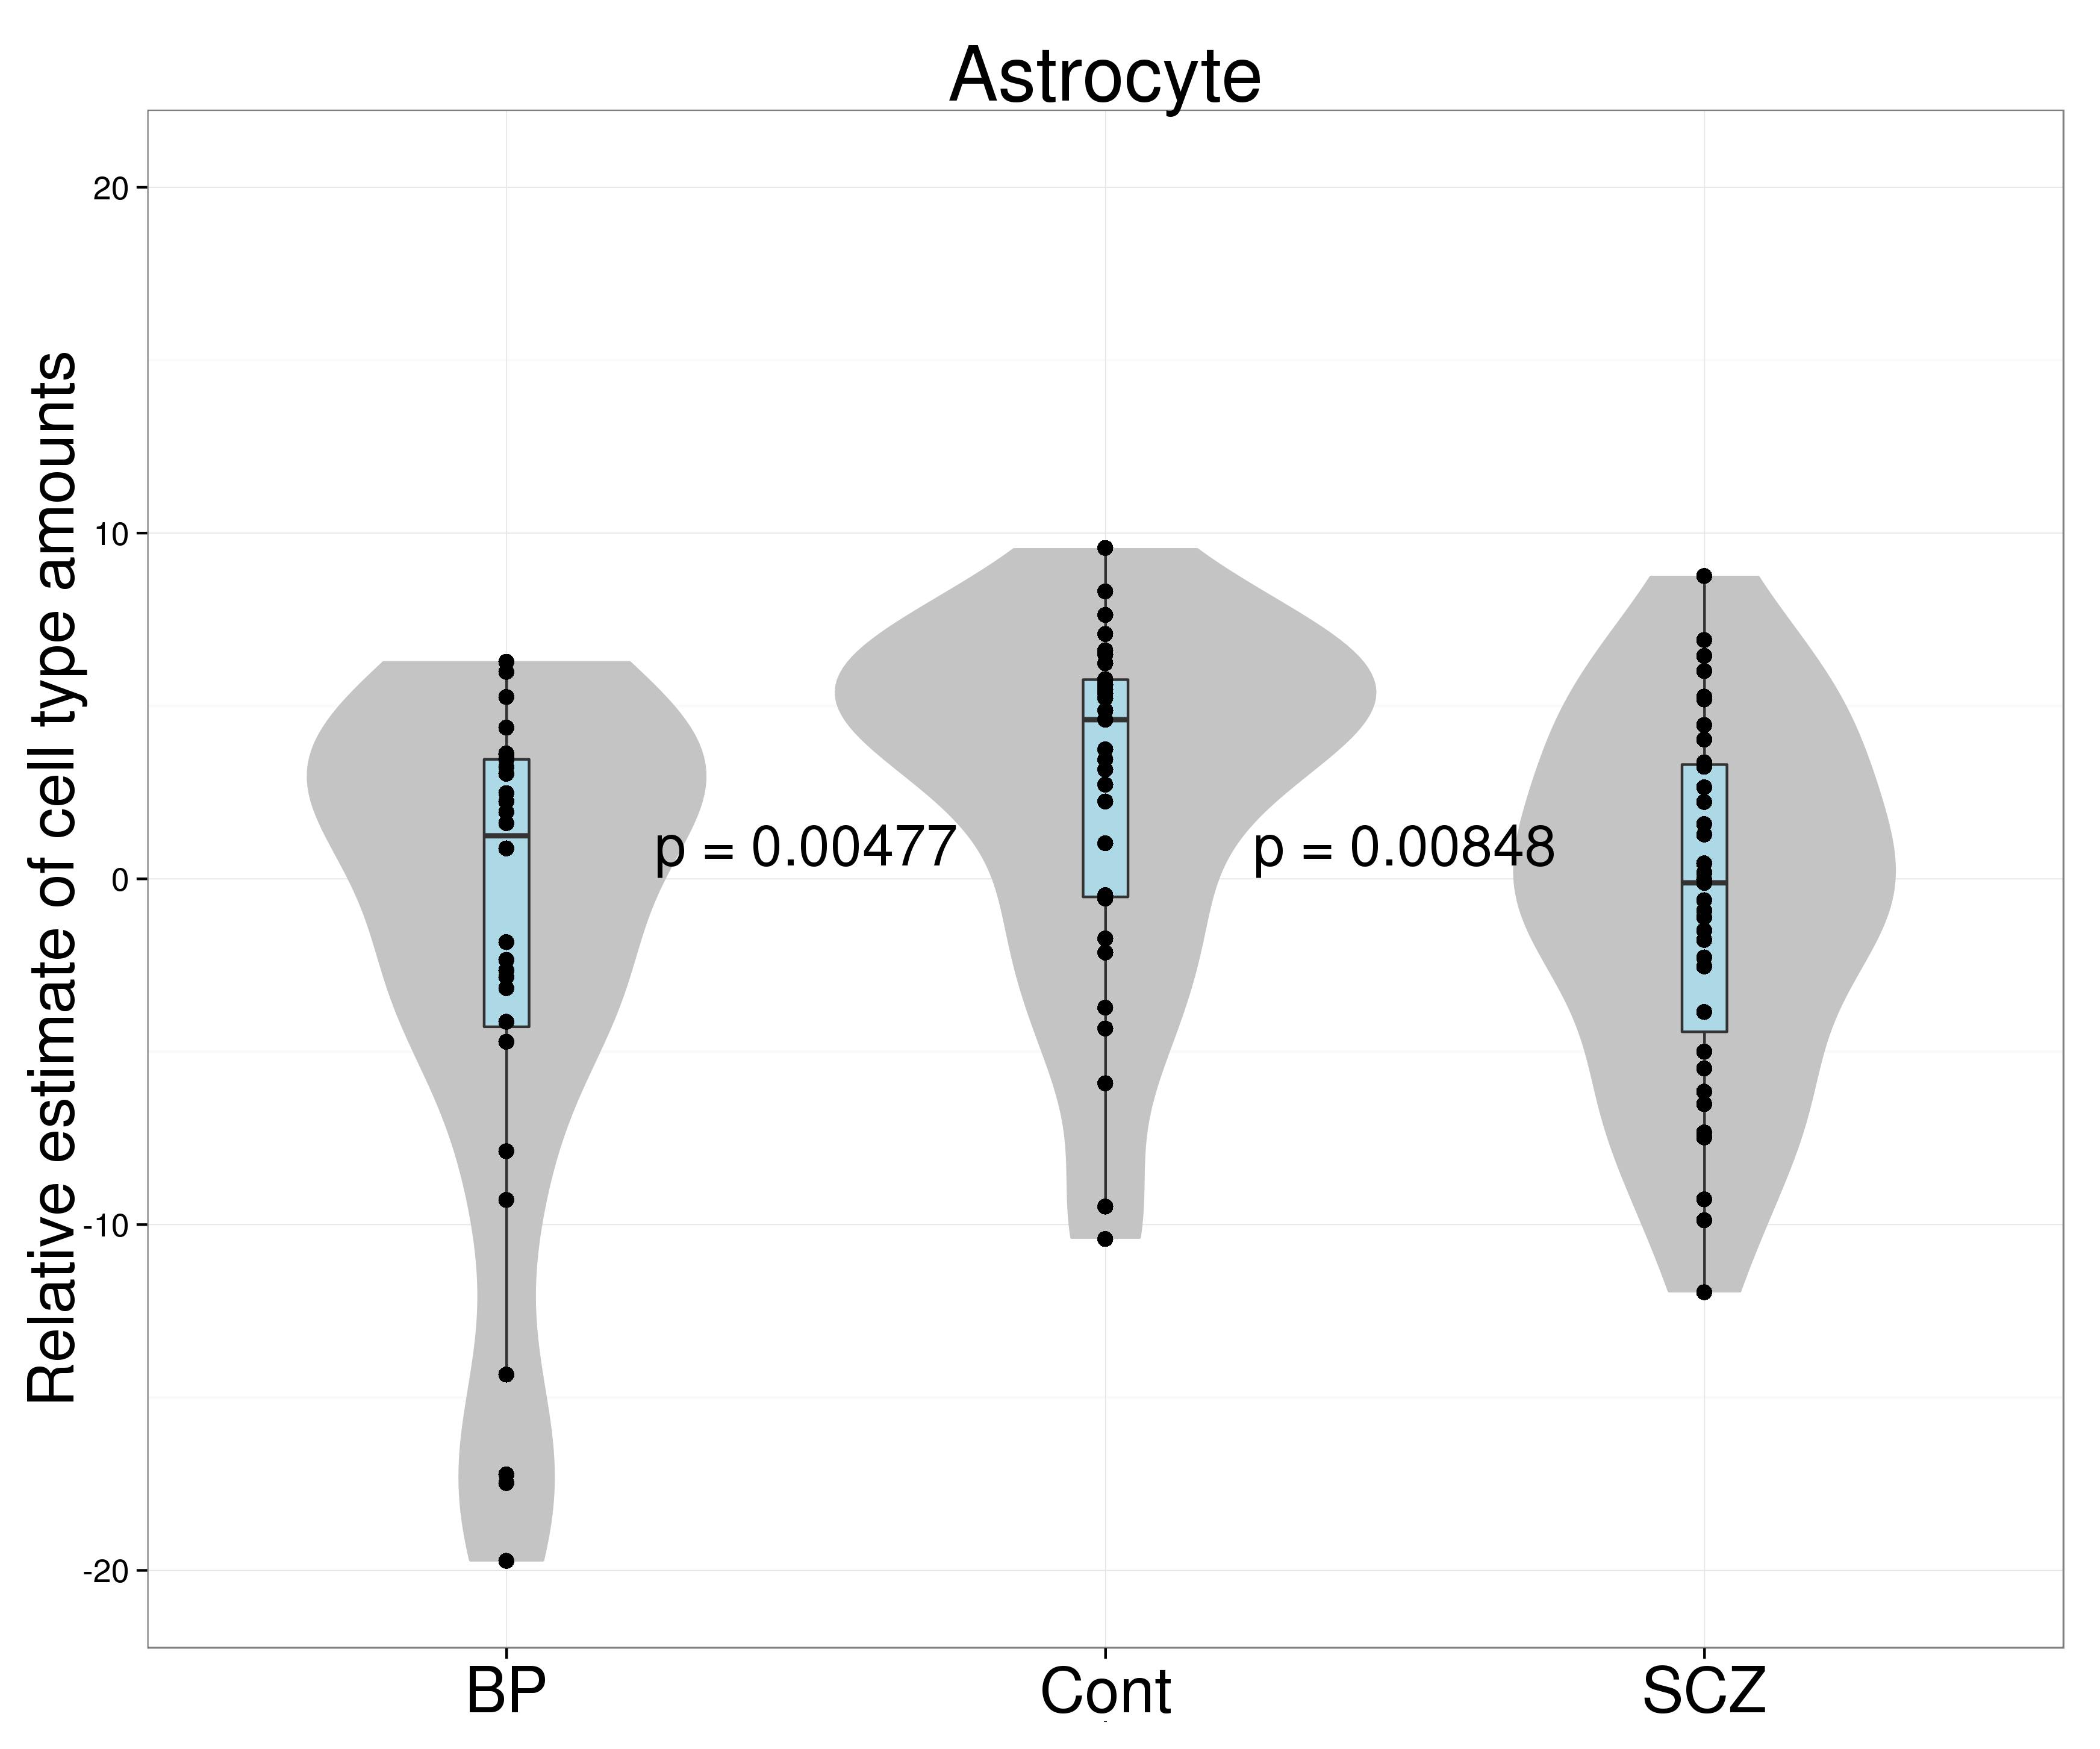 Astrocyte
Relative estimate of cell type amounts
20
10
0
-10
-20
p = 0.00477
p = 0.00848
BP
Cont
SCZ